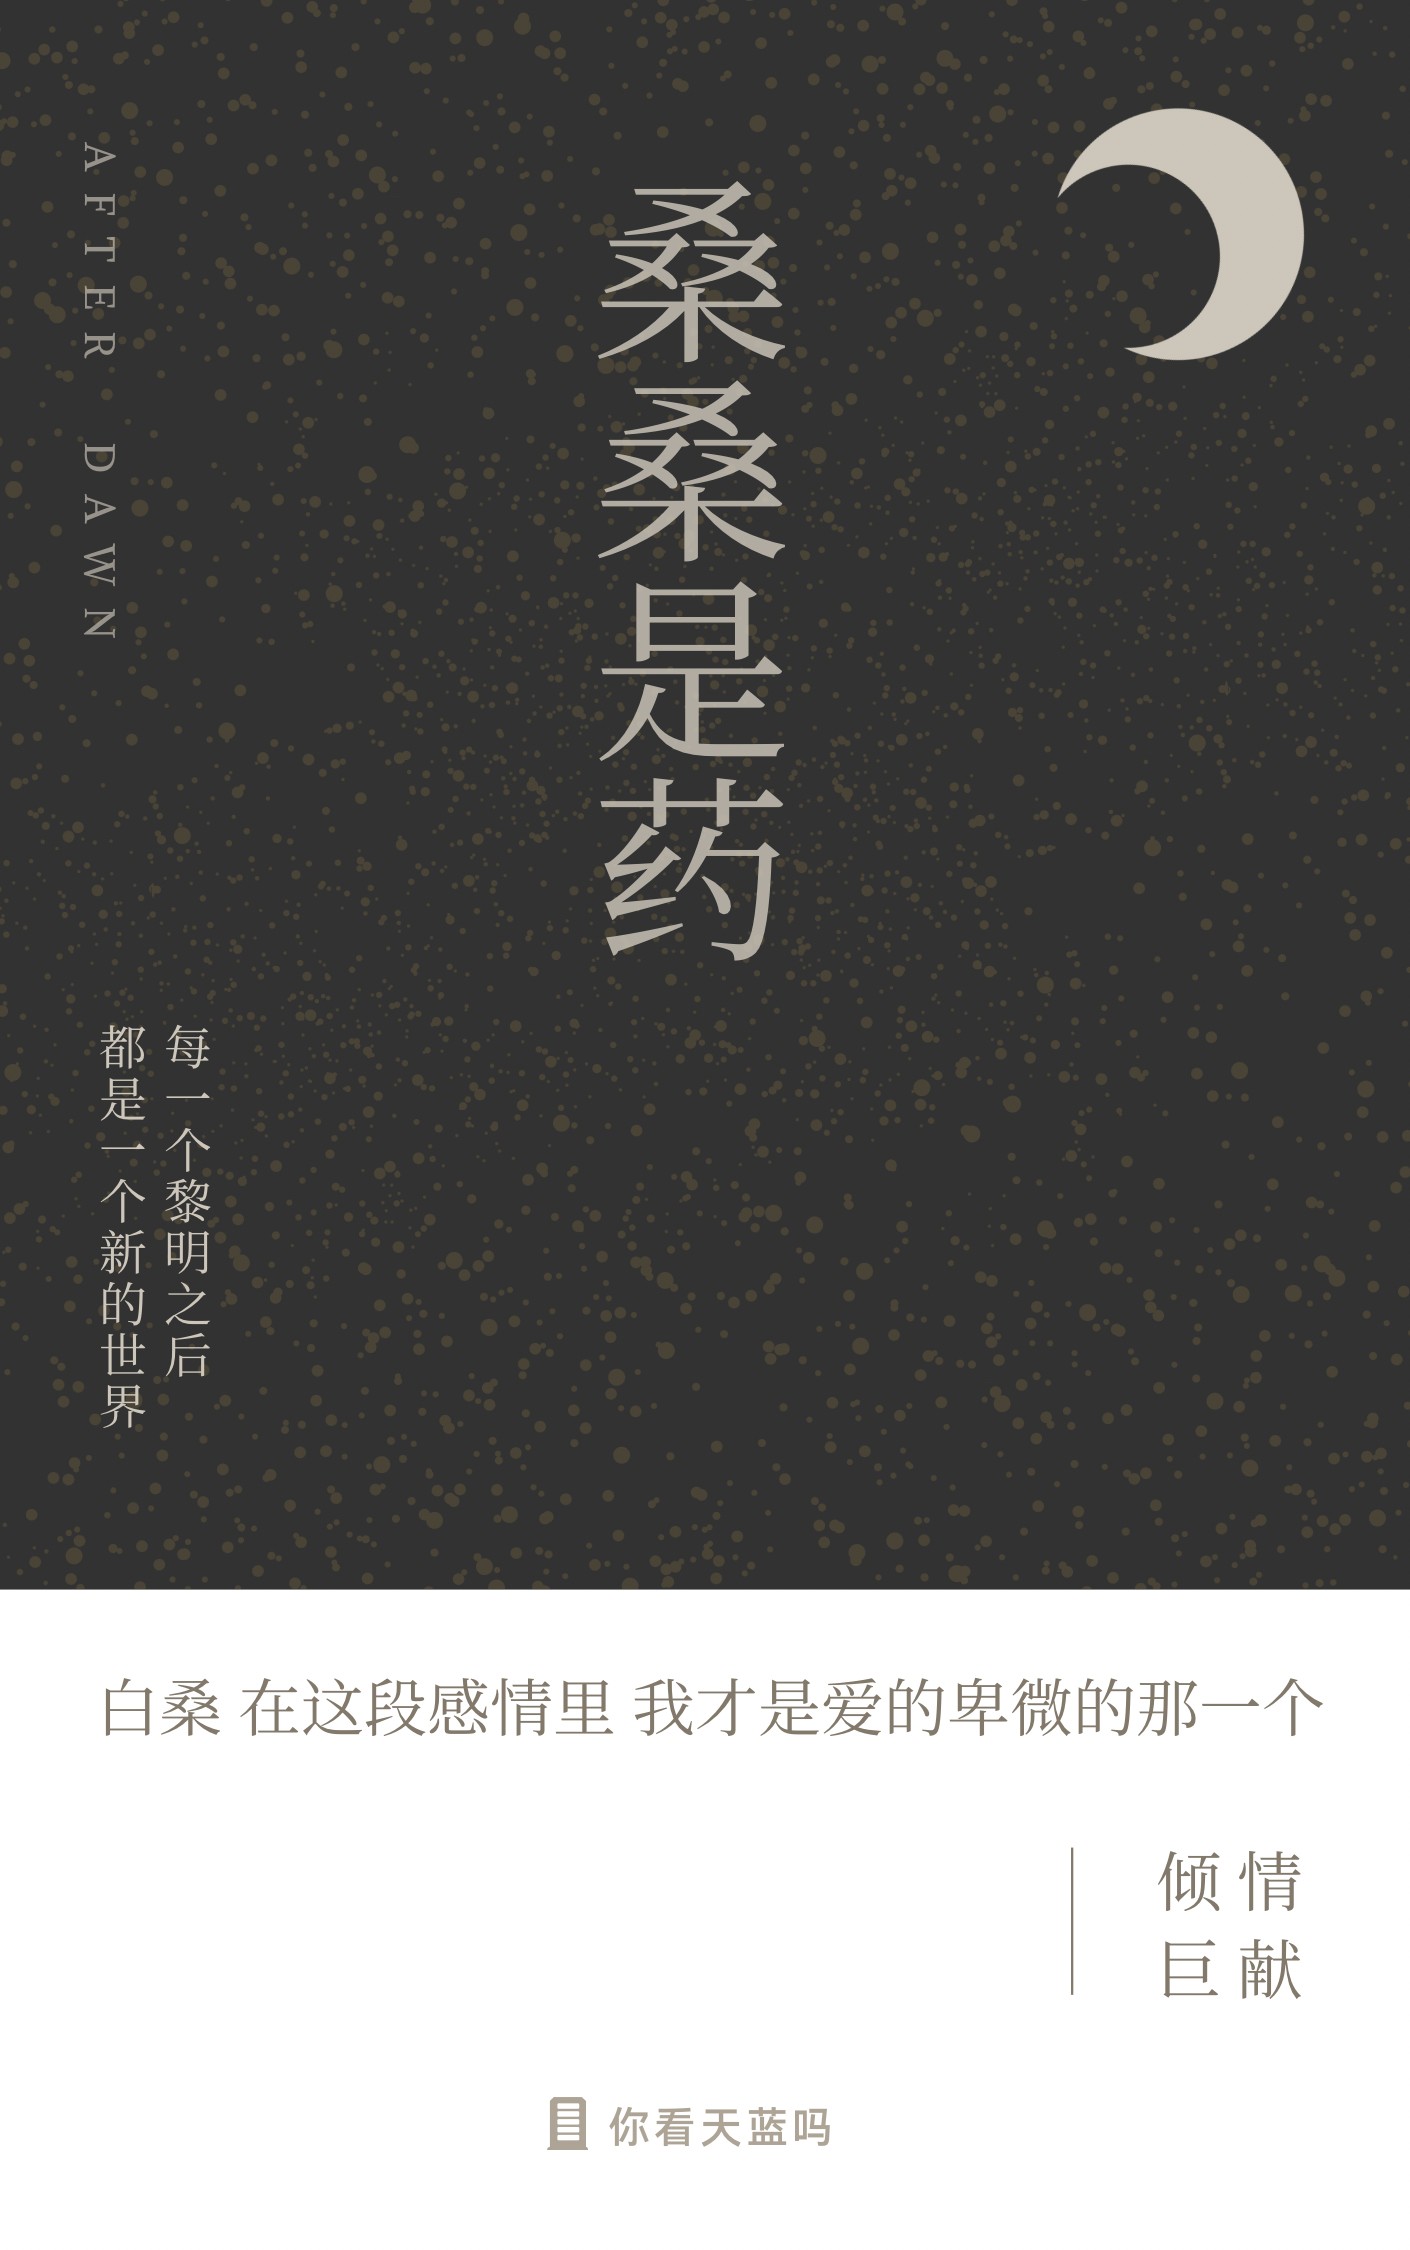 AFTER DAWN
桑桑是药
每一个黎明之后
都是一个新的世界
白桑 在这段感情里 我才是爱的卑微的那一个
倾情
巨献
你看天蓝吗